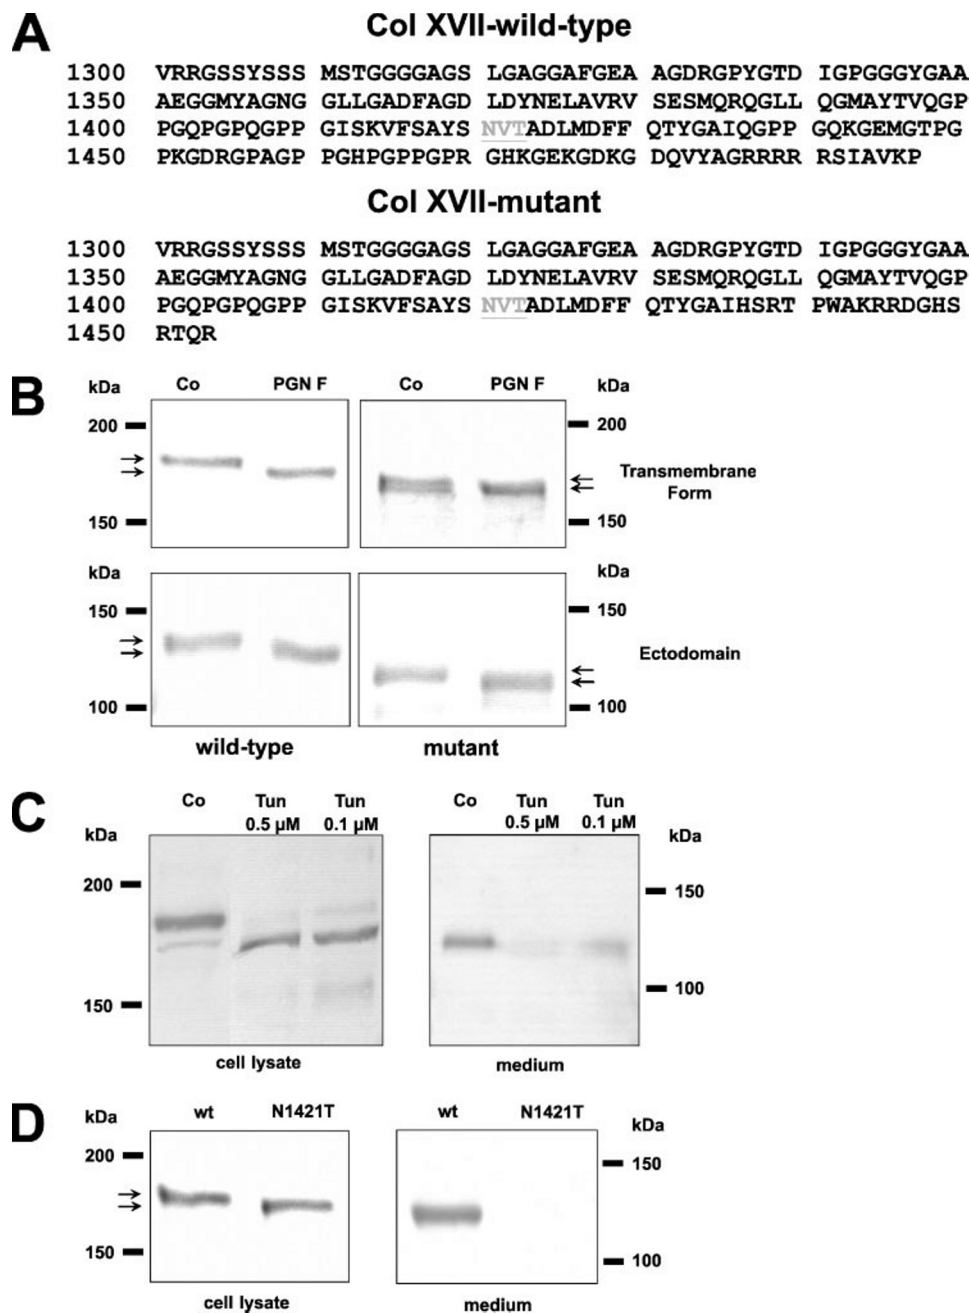 A
Col XVII-wild-type
1300 VRRGSSYSSS MSTGGGGAGS LGAGGAFGEA AGDRGPYGTD IGPGGGYGAA
1350 AEGGMYAGNG GLLGADFAGD LDYNELAVRV SESMQRQGLL QGMAYTVQGP
1400 PGQPGPQGPP GISKVFSAYS NVTADLMDFF QTYGAIQGPP GQKGEMGTPG
1450 PKGDRGPAGP PGHPGPPGPR GHKGEKGDKG DQVYAGRRRR RSIAVKP
Col XVII-mutant
1300 VRRGSSYSSS MSTGGGGAGS LGAGGAFGEA AGDRGPYGTD IGPGGGYGAA
1350 AEGGMYAGNG GLLGADFAGD LDYNELAVRV SESMQRQGLL QGMAYTVQGP
1400 PGQPGPQGPP GISKVFSAYS NVTADLMDFF QTYGAIHSRT PWAKRRDGHS
1450 RTQR
B
kDa Co PGN F Co PGN F kDa
200 200
Transmembrane
Form
150 150
kDa kDa
150 150
Ectodomain
100 100
wild-type mutant
C
Co Tun Tun Co Tun Tun
0.5 µM 0.1 µM 0.5 µM 0.1 µM
kDa kDa
200 150
150 100
cell lysate medium
D
kDa wt N1421T wt N1421T kDa
200 150
150 100
cell lysate medium